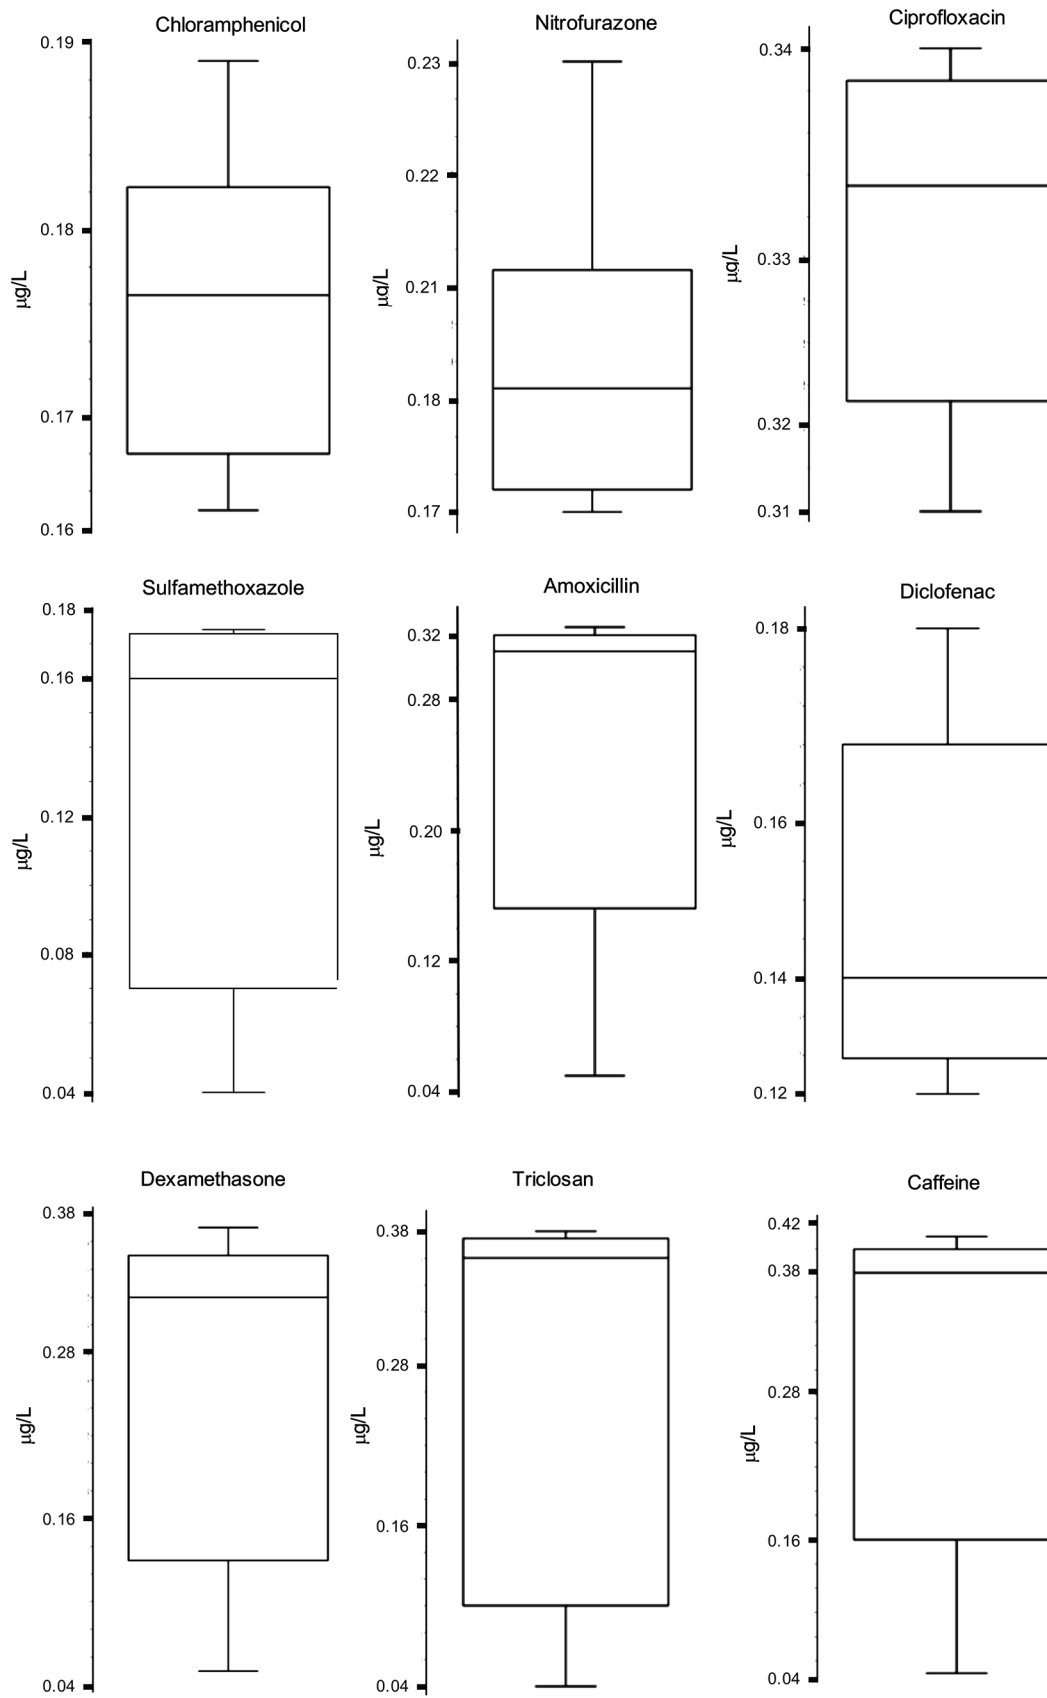 Chloramphenicol
0.19
0.18
0.17
0.16
μg/L
Nitrofurazone
0.23
0.22
0.21
0.18
0.17
μg/L
Ciprofloxacin
0.34
0.33
0.32
0.31
μg/L
Sulfamethoxazole
0.18
0.16
0.12
0.08
0.04
μg/L
Amoxicillin
0.32
0.28
0.20
0.12
0.04
μg/L
Diclofenac
0.18
0.16
0.14
0.12
μg/L
Dexamethasone
0.38
0.28
0.16
0.04
μg/L
Triclosan
0.38
0.28
0.16
0.04
μg/L
Caffeine
0.42
0.38
0.28
0.16
0.04
μg/L